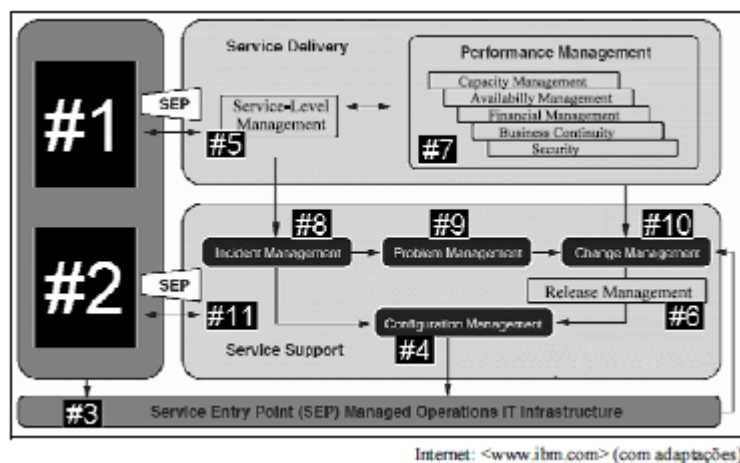 Service Delivery
Performance Management
Capacity Management
Availabilly Management
Financial Management
Business Continuity
Security
#1
SEP
Service-Level
Management
#5
#7
#8
#9
#10
Incident Management
Problem Management
Change Management
#2
SEP
#11
Release Management
#6
Configuration Management
#4
Service Support
#3
Service Entry Point (SEP) Managed Operations IT Infrastructure
Internet: <www.ibm.com> (com adaptações)